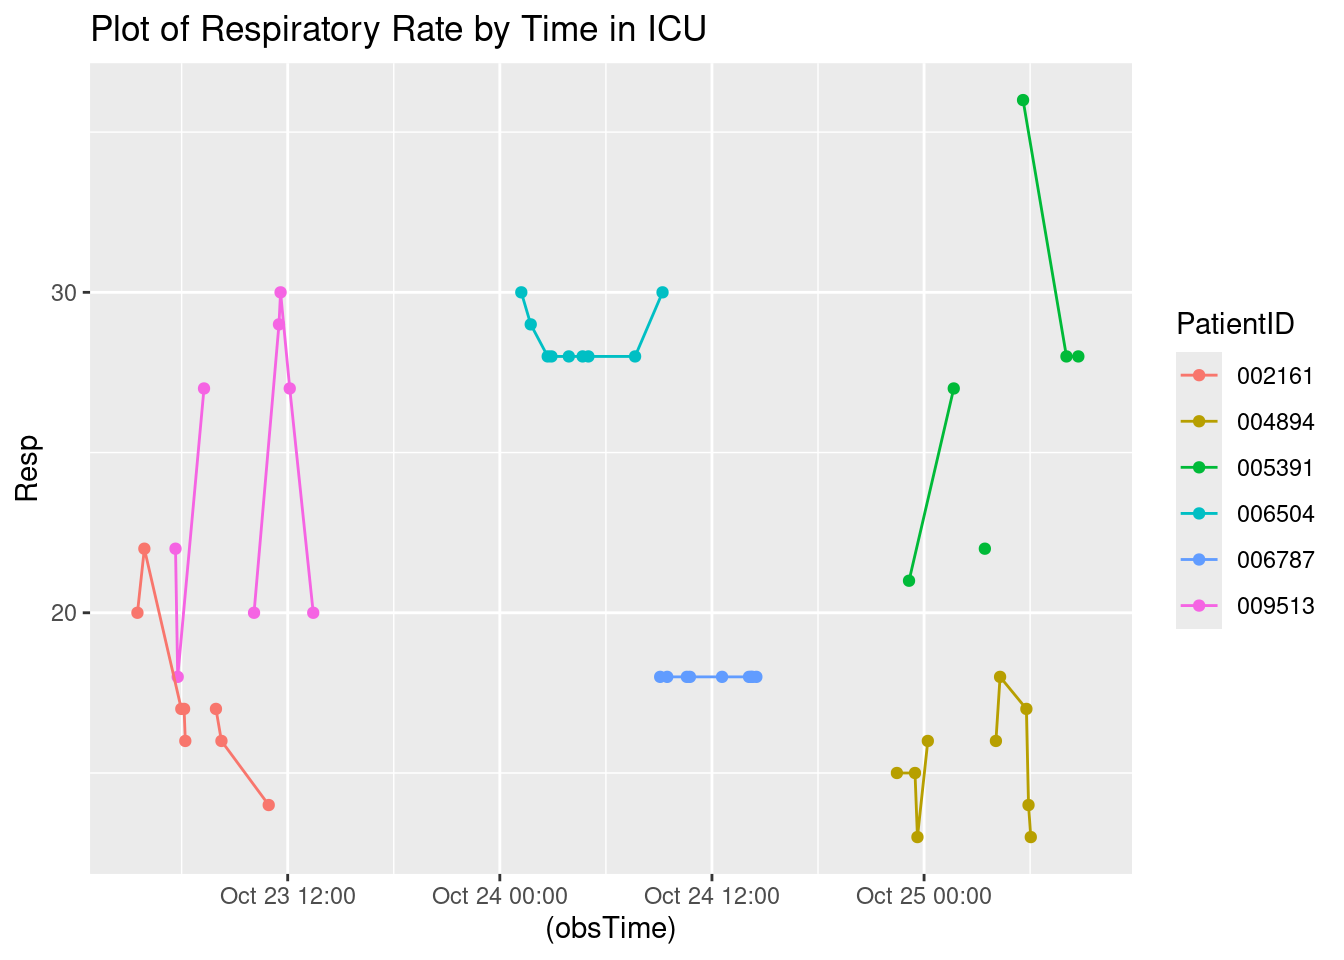 Plot of Respiratory Rate by Time in ICU
Resp
30
20
Oct 23 12:00
Oct 24 00:00
Oct 24 12:00
Oct 25 00:00
(obsTime)
PatientID
002161
004894
005391
006504
006787
009513